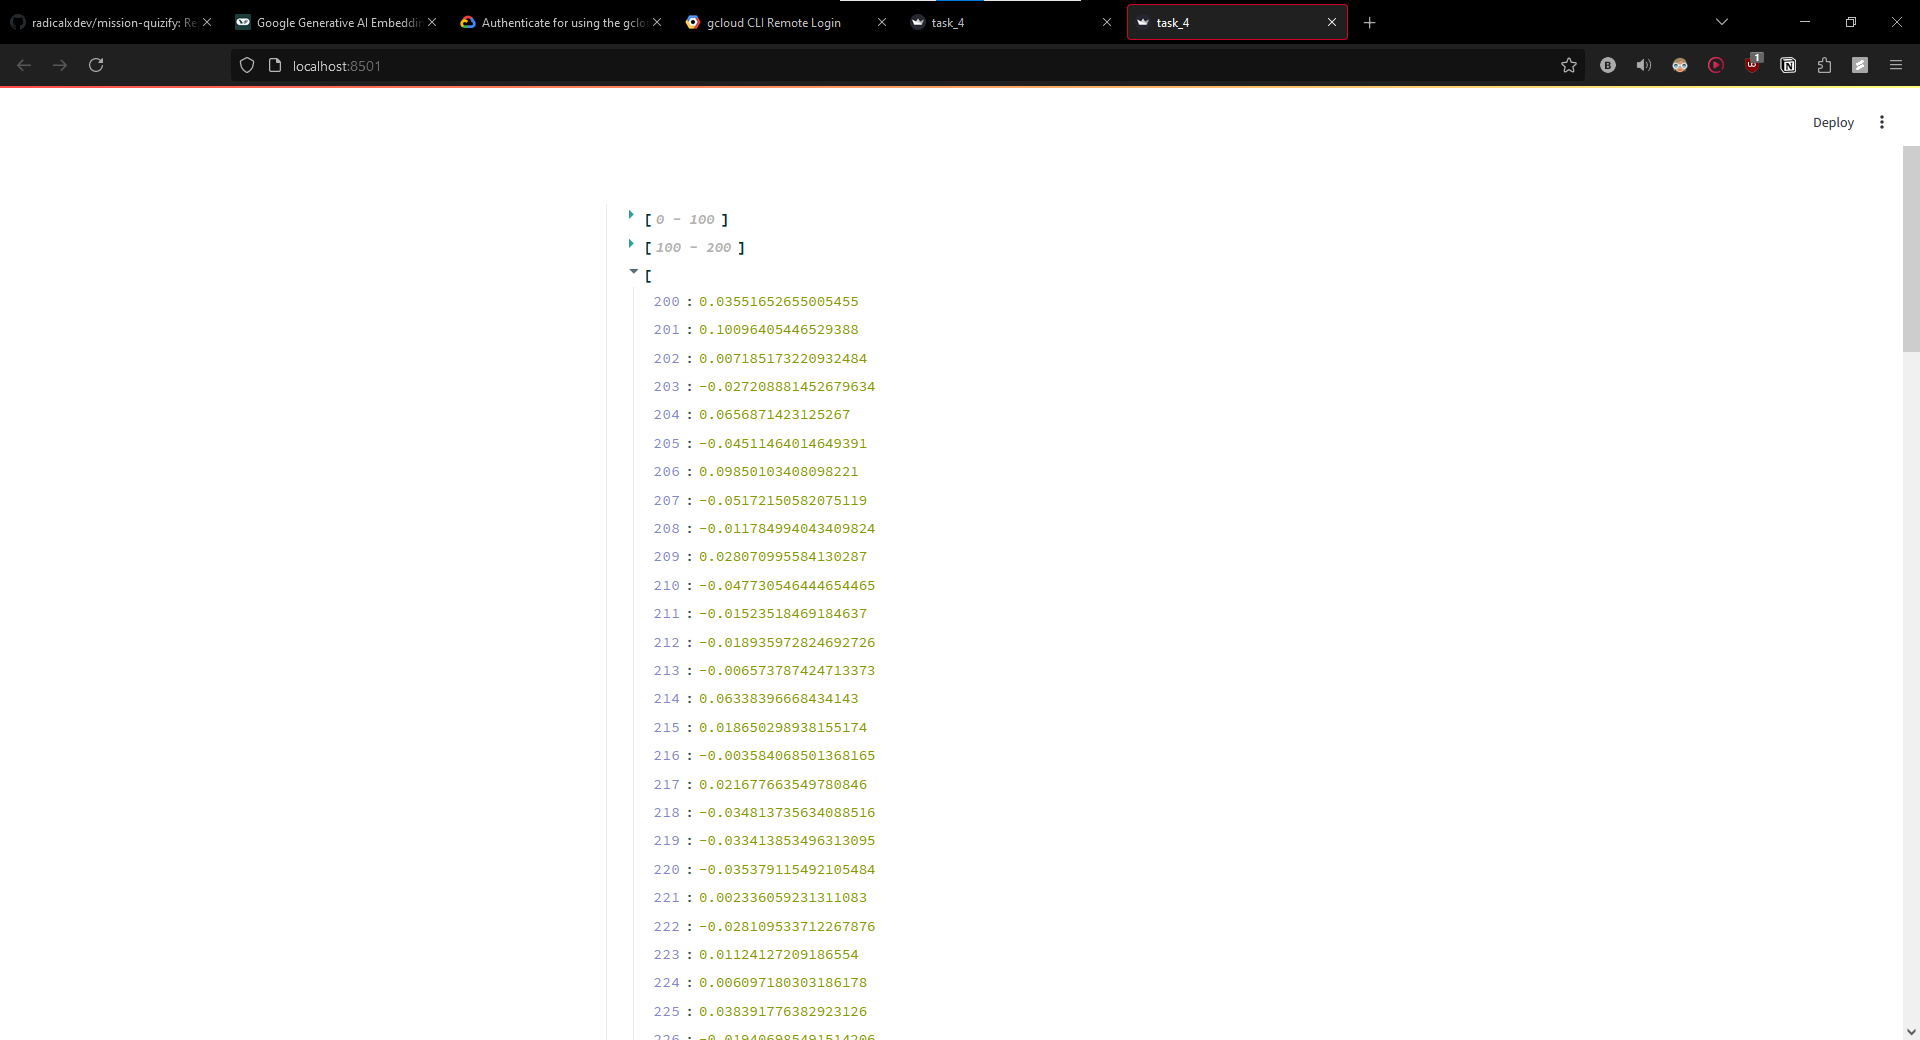 radicalxdev/mission-quizify: Re
Google Generative AI Embeddin
Authenticate for using the gclo
gcloud CLI Remote Login
task_4
task_4
localhost:8501
1
Deploy
[ 0 - 100 ]
[ 100 - 200 ]
[
200 : 0.03551652655005455
201 : 0.10096405446529388
202 : 0.007185173220932484
203 : -0.027208881452679634
204 : 0.0656871423125267
205 : -0.04511464014649391
206 : 0.09850103408098221
207 : -0.05172150582075119
208 : -0.011784994043409824
209 : 0.028070995584130287
210 : -0.047730546444654465
211 : -0.01523518469184637
212 : -0.018935972824692726
213 : -0.006573787424713373
214 : 0.06338396668434143
215 : 0.018650298938155174
216 : -0.003584068501368165
217 : 0.021677663549780846
218 : -0.034813735634088516
219 : -0.033413853496313095
220 : -0.035379115492105484
221 : 0.002336059231311083
222 : -0.028109533712267876
223 : 0.01124127209186554
224 : 0.006097180303186178
225 : 0.038391776382923126
226 : -0.019406985491514206